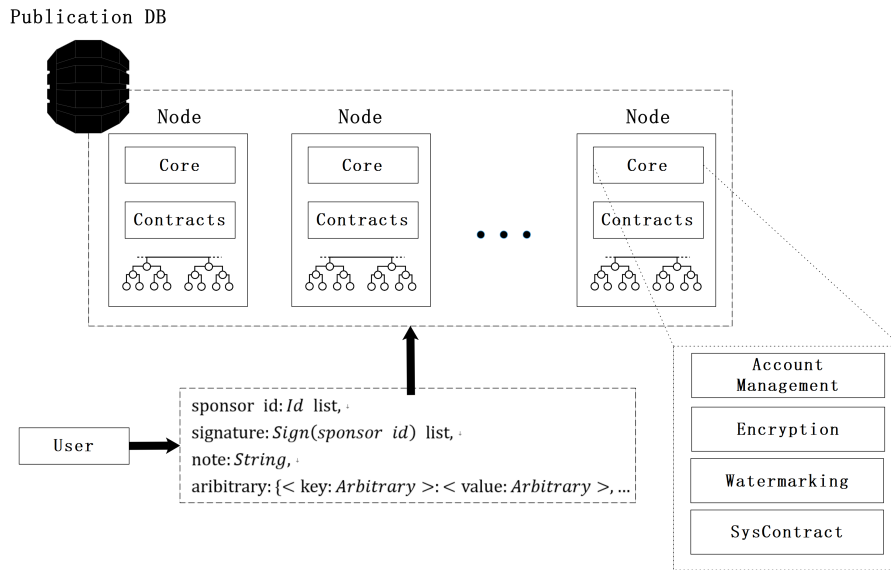 Publication DB
Node
Node
Node
Core
Core
Core
Contracts
Contracts
Contracts
User
sponsor id: Id list,
signature: Sign(sponsor id) list,
note: String,
aribitrary: {< key: Arbitrary >: < value: Arbitrary >, ...
Account
Management
Encryption
Watermarking
SysContract